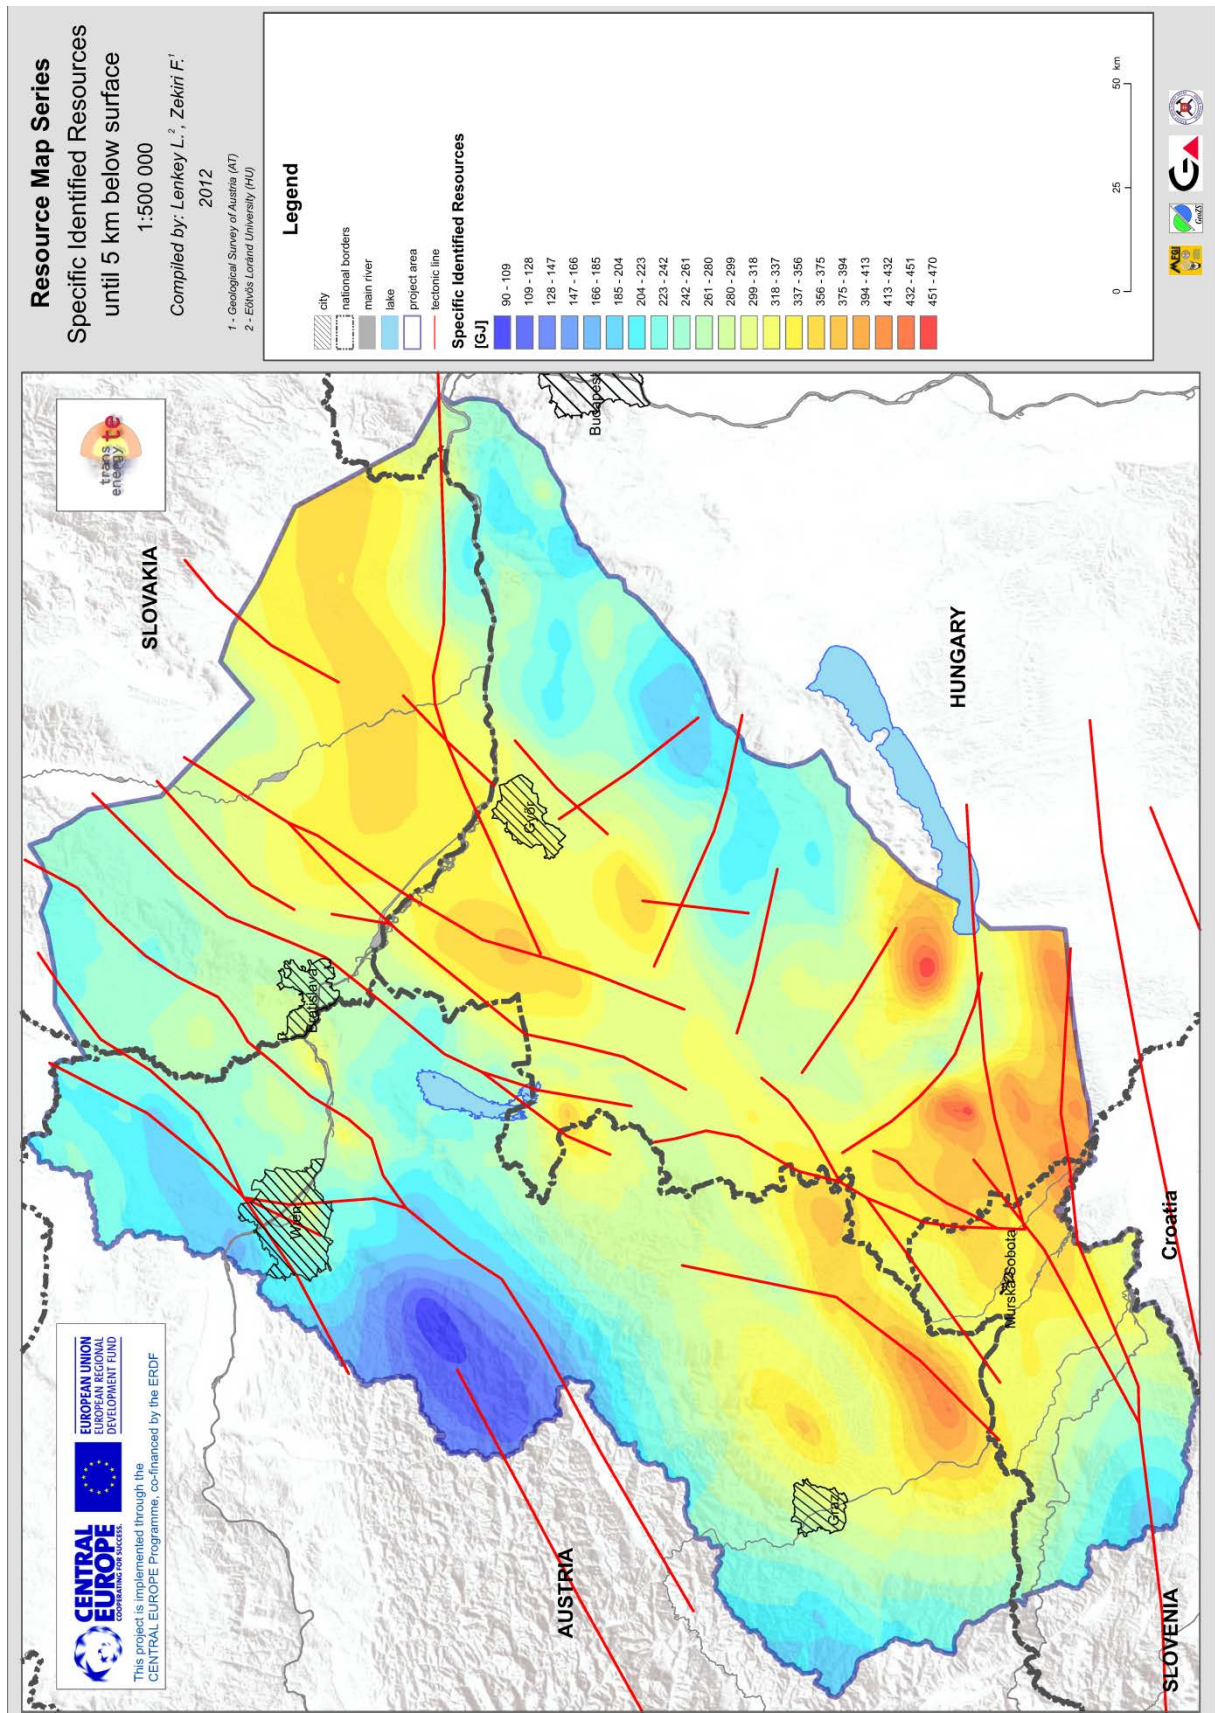 Resource Map Series
Specific Identified Resources
until 5 km below surface
1:500 000
Compiled by: Lenkey L.², Zekiri F.¹
2012
1 - Geological Survey of Austria (AT)
2 - Eötvös Loránd University (HU)
Legend
city
national borders
main river
lake
project area
tectonic line
Specific Identified Resources
[GJ]
90 - 109
109 - 128
128 - 147
147 - 166
166 - 185
185 - 204
204 - 223
223 - 242
242 - 261
261 - 280
280 - 299
299 - 318
318 - 337
337 - 356
356 - 375
375 - 394
394 - 413
413 - 432
432 - 451
451 - 470
0 25 50 km
trans
energy te
CENTRAL
EUROPE
COOPERATING FOR SUCCESS.
EUROPEAN UNION
EUROPEAN REGIONAL
DEVELOPMENT FUND
This project is implemented through the
CENTRAL EUROPE Programme, co-financed by the ERDF
SLOVAKIA
Bratislava
Wien
Budapest
Győr
AUSTRIA
HUNGARY
Graz
Murska Sobota
Croatia
SLOVENIA
MFGI
GeoZS